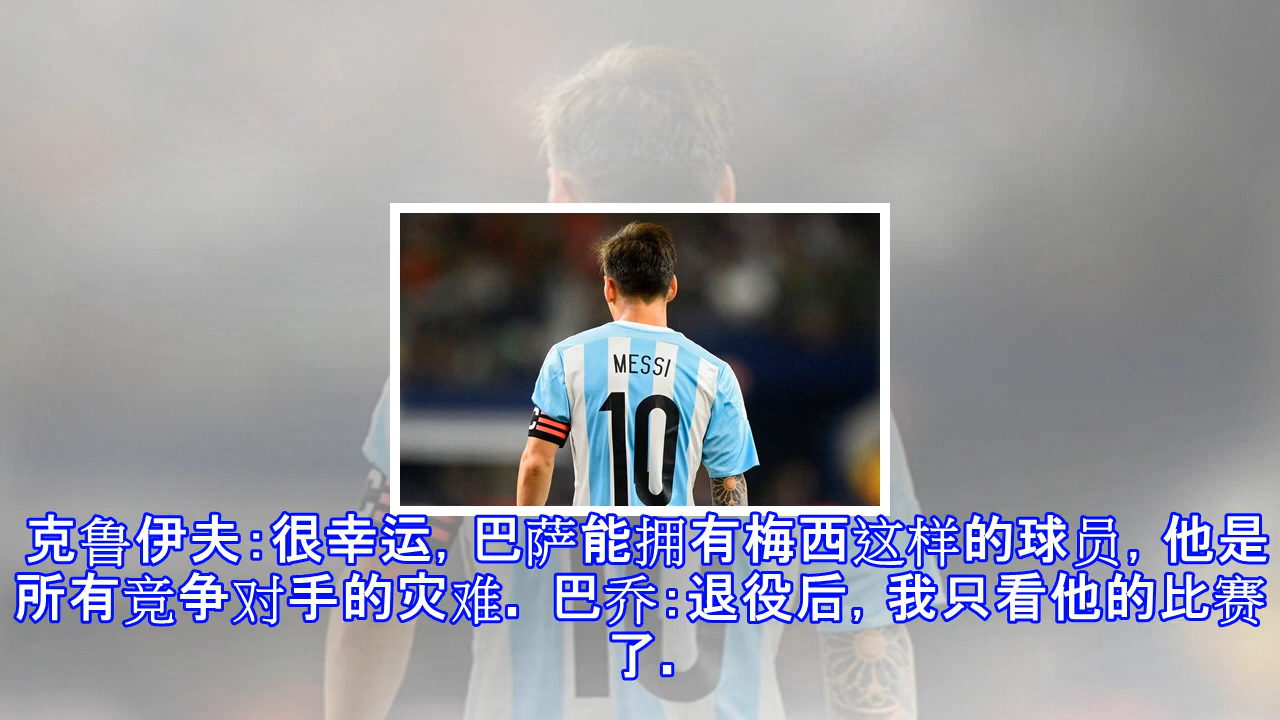 MESSI
10
克鲁伊夫:很幸运, 巴萨能拥有梅西这样的球员, 他是
所有竞争对手的灾难. 巴乔:退役后, 我只看他的比赛
了.